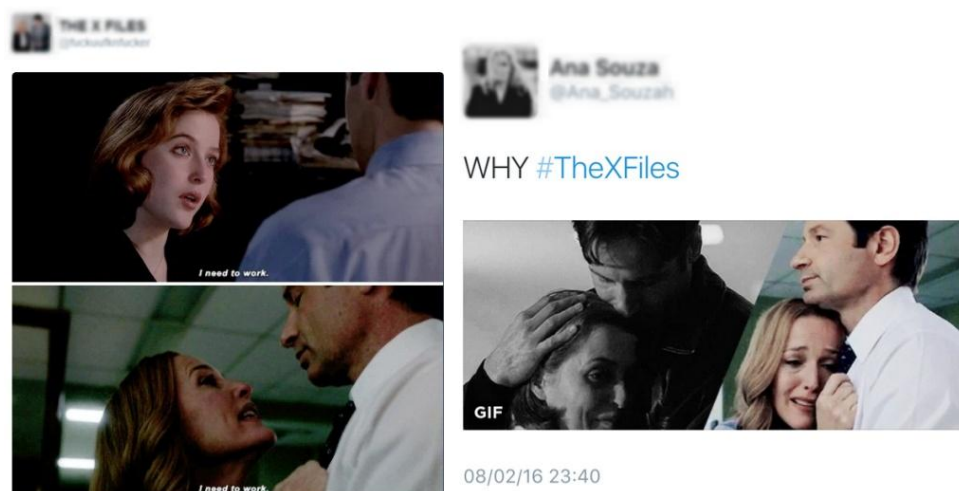 THE X FILES
I need to work.
I need to work.
Ana Souza
@Ana_Souzah
WHY #TheXFiles
GIF
08/02/16 23:40